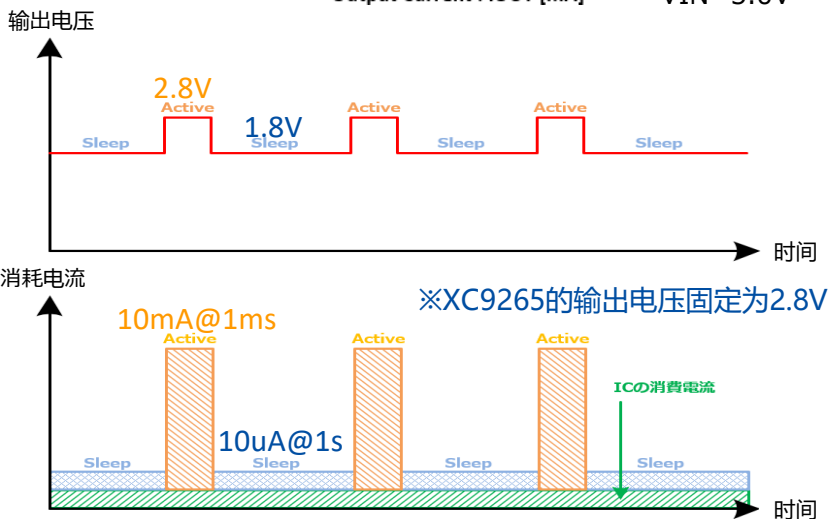 VIN=3.6V
输出电压
2.8V
Active
Active
Active
1.8V
Sleep
Sleep
Sleep
Sleep
时间
消耗电流
※XC9265的输出电压固定为2.8V
10mA@1ms
Active
Active
Active
ICの消費電流
10uA@1s
Sleep
Sleep
Sleep
Sleep
时间